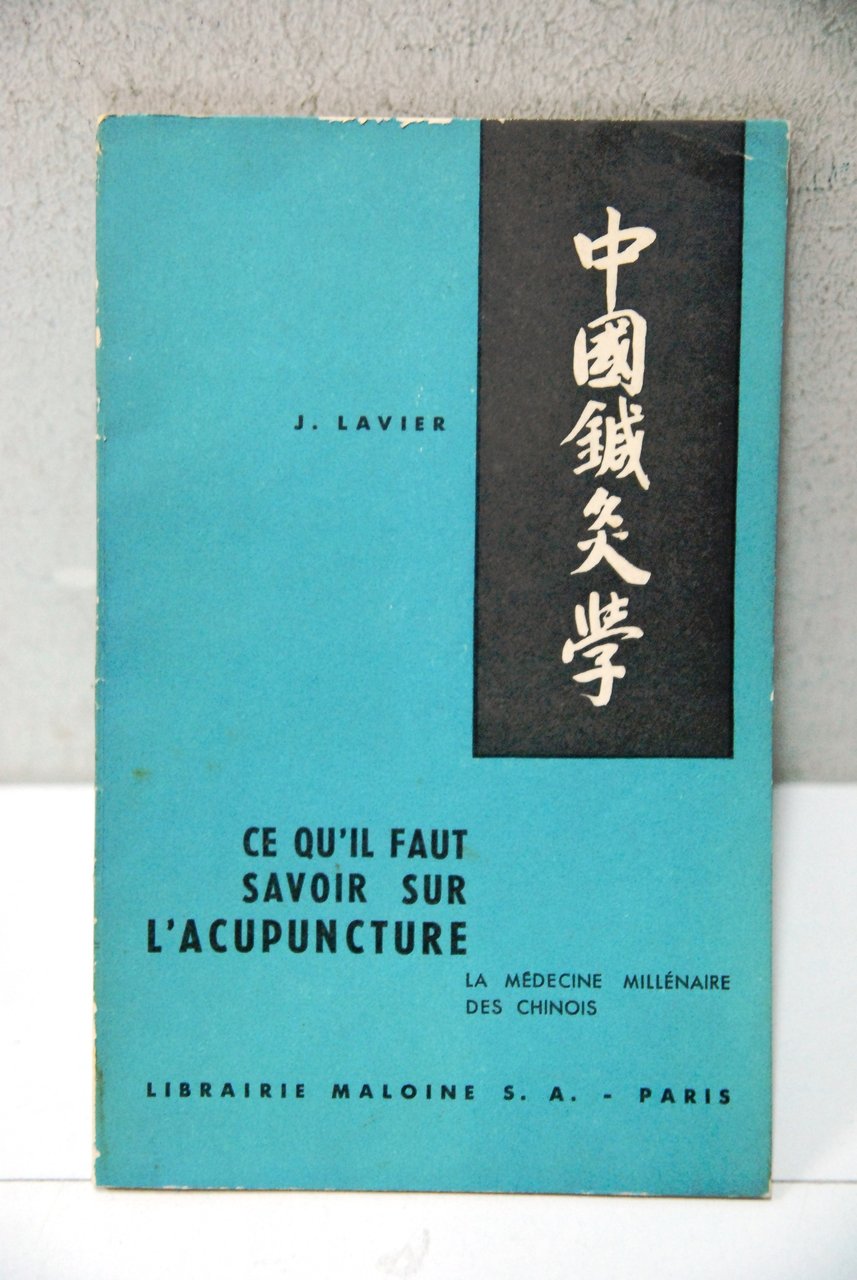 中國鍼灸學
J. LAVIER
CE QU'IL FAUT
SAVOIR SUR
L'ACUPUNCTURE
LA MÉDECINE MILLÉNAIRE
DES CHINOIS
LIBRAIRIE MALOINE S. A. - PARIS